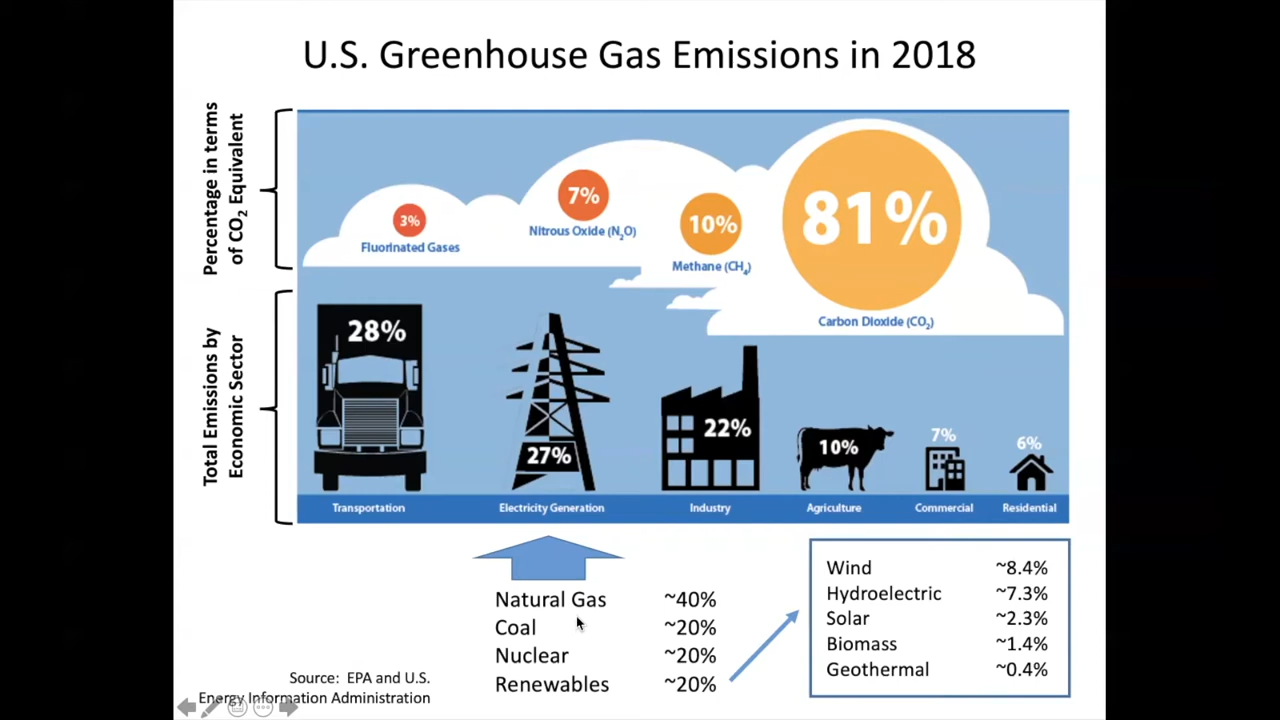 U.S. Greenhouse Gas Emissions in 2018
Percentage in terms
of CO₂ Equivalent
3%
Fluorinated Gases
7%
Nitrous Oxide (N₂O)
10%
Methane (CH₄)
81%
Carbon Dioxide (CO₂)
Total Emissions by
Economic Sector
28%
27%
22%
10%
7%
6%
Transportation
Electricity Generation
Industry
Agriculture
Commercial
Residential
Natural Gas ~40%
Coal ~20%
Nuclear ~20%
Renewables ~20%
Wind ~8.4%
Hydroelectric ~7.3%
Solar ~2.3%
Biomass ~1.4%
Geothermal ~0.4%
Source: EPA and U.S.
Energy Information Administration